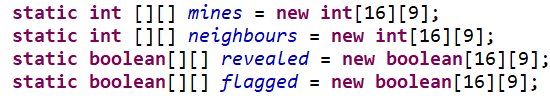 static int [][] mines = new int[16][9];
static int [][] neighbours = new int[16][9];
static boolean[][] revealed = new boolean[16][9];
static boolean[][] flagged = new boolean[16][9];